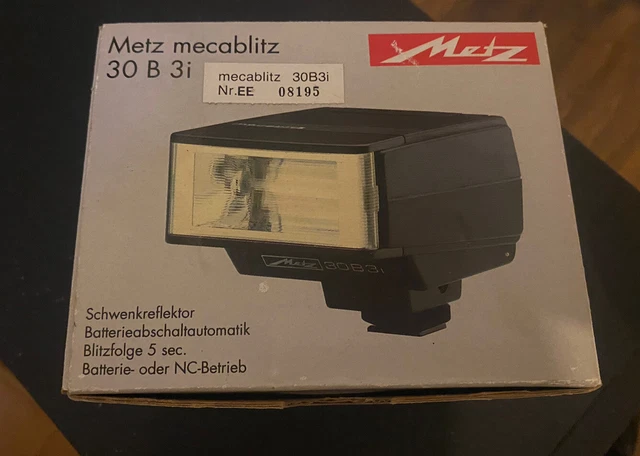 Metz mecablitz
30 B 3i
Metz
mecablitz 30B3i
Nr.EE 08195
Metz 30B3i
Schwenkreflektor
Batterieabschaltautomatik
Blitzfolge 5 sec.
Batterie- oder NC-Betrieb